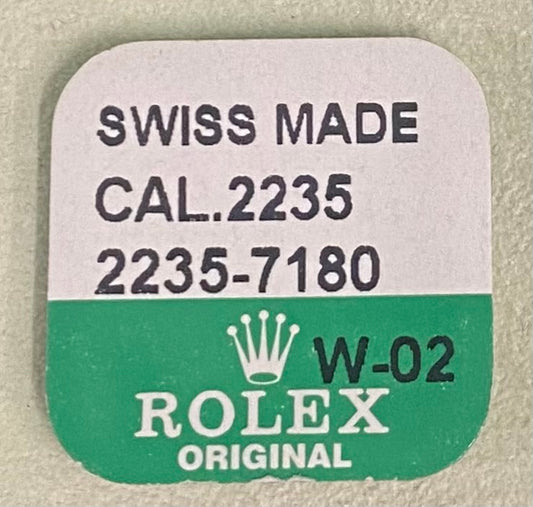 SWISS MADE
CAL.2235
2235-7180
W-02
ROLEX
ORIGINAL